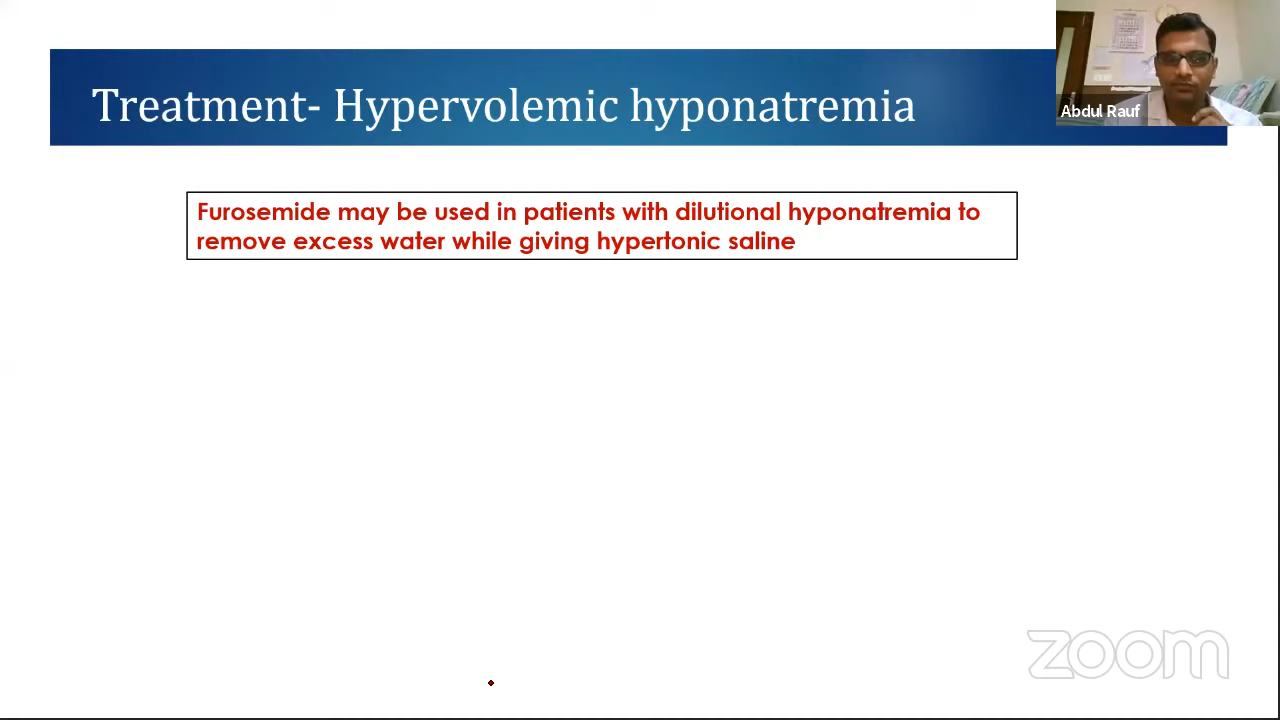 Treatment- Hypervolemic hyponatremia
Abdul Rauf
Furosemide may be used in patients with dilutional hyponatremia to
remove excess water while giving hypertonic saline
zoom